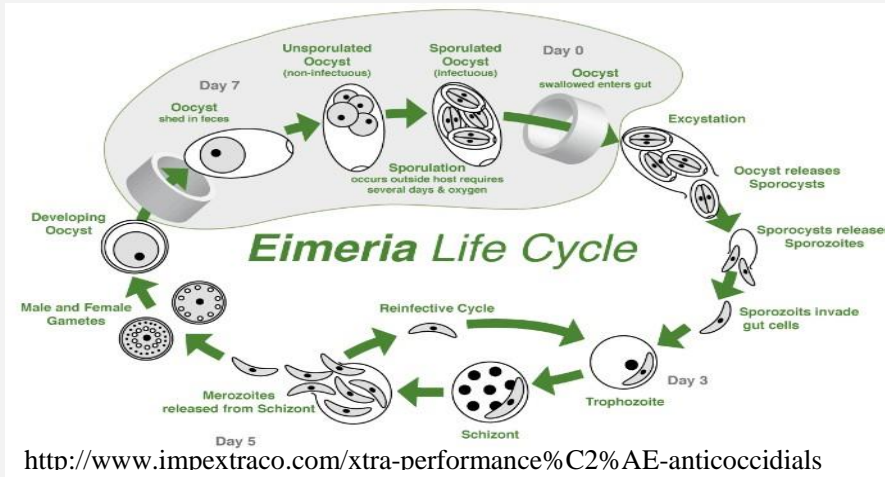 Unsporulated
Oocyst
(non-infectuous)
Sporulated
Oocyst
(infectuous)
Day 0
Oocyst
swallowed enters gut
Day 7
Oocyst
shed in feces
Sporulation
occurs outside host requires
several days & oxygen
Excystation
Oocyst releases
Sporocysts
Developing
Oocyst
Eimeria Life Cycle
Sporocysts release
Sporozoites
Male and Female
Gametes
Reinfective Cycle
Sporozoits invade
gut cells
Merozoites
released from Schizont
Day 3
Trophozoite
Schizont
Day 5
http://www.impextraco.com/xtra-performance%C2%AE-anticoccidials